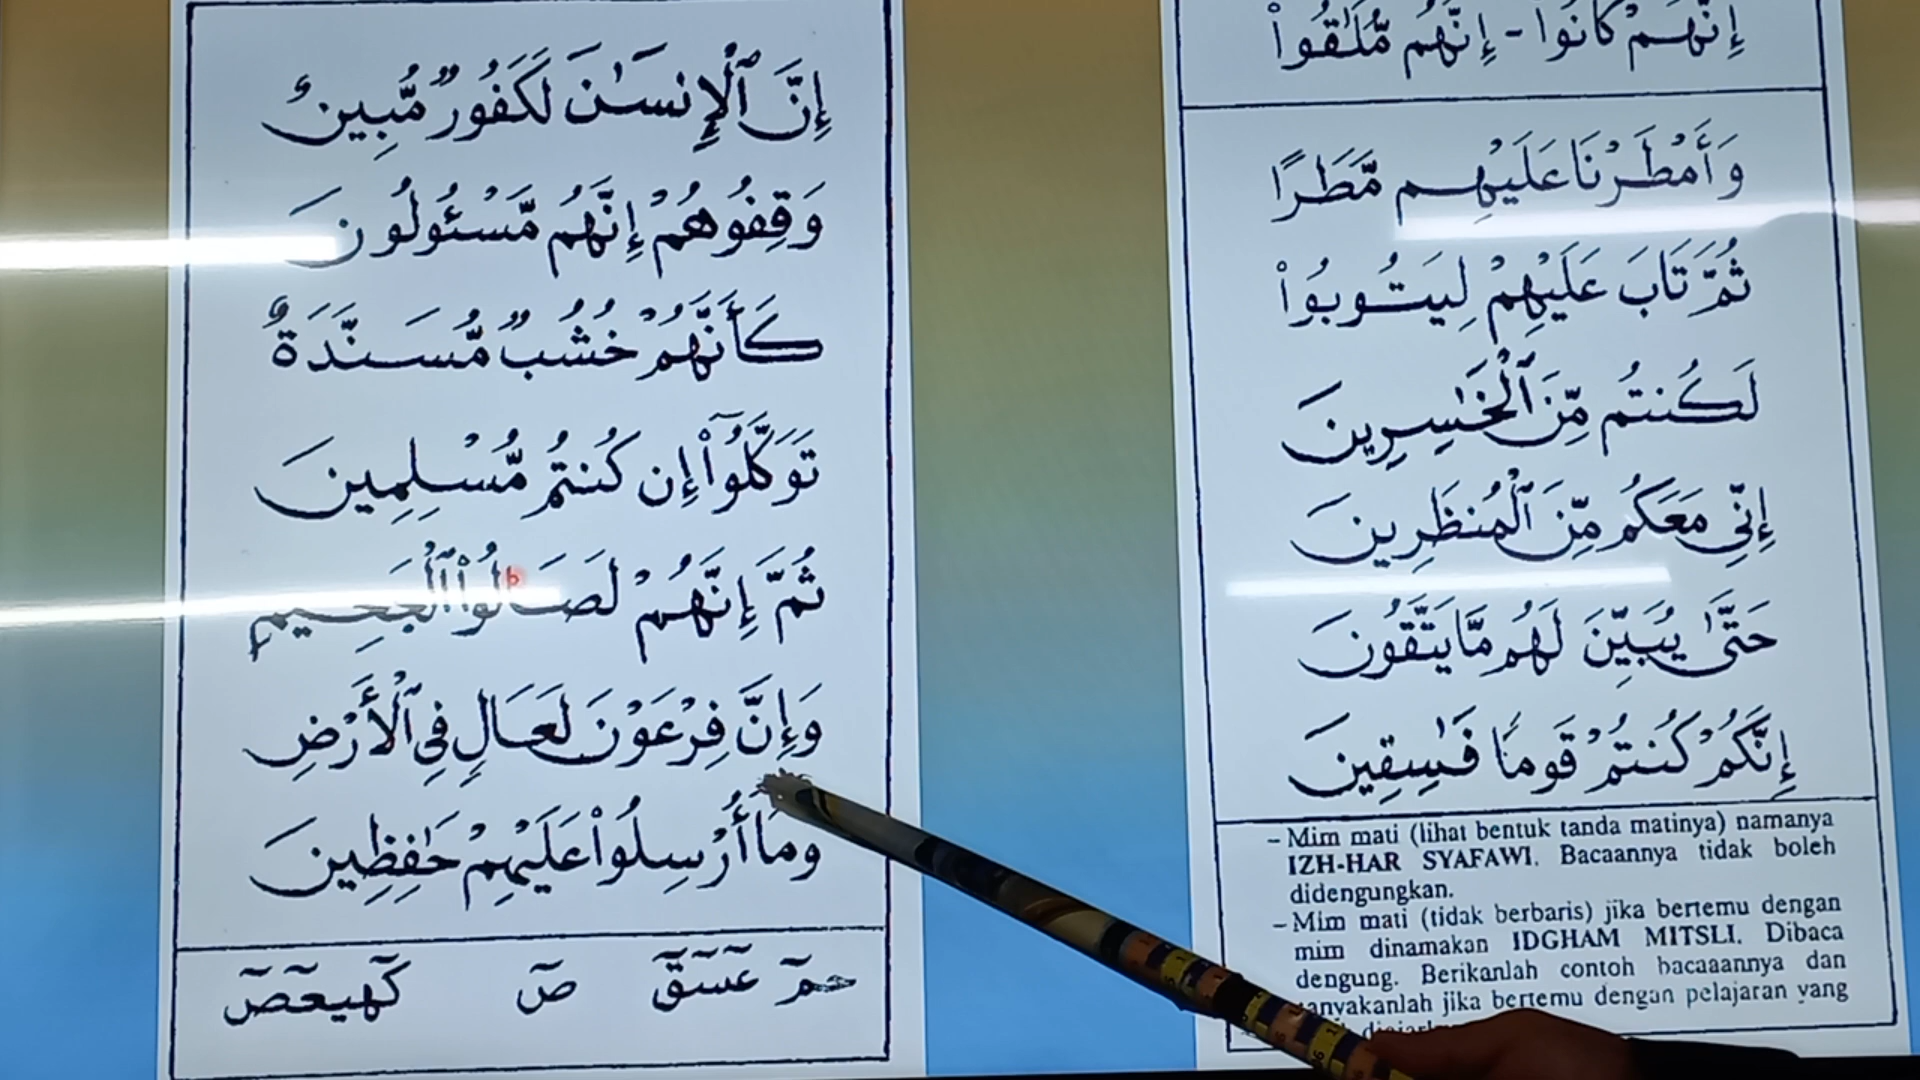 إِنَّ ٱلْإِنسَـٰنَ لَكَفُورٌ مُّبِينٌ
وَقِفُوهُمْ إِنَّهُم مَّسْـُٔولُونَ
كَأَنَّهُمْ خُشُبٌ مُّسَنَّدَةٌ
تَوَكَّلُوٓا۟ إِن كُنتُم مُّسْلِمِينَ
ثُمَّ إِنَّهُمْ لَصَالُوا۟ ٱلْجَحِيمِ
وَإِنَّ فِرْعَوْنَ لَعَالٍ فِي ٱلْأَرْضِ
وَمَا أُرْسِلُوا۟ عَلَيْهِمْ حَـٰفِظِينَ
حمٓ عٓسٓقٓ صٓ كٓهيعٓصٓ
إِنَّهُمْ كَانُوا۟ - إِنَّهُم مُّلَـٰقُوا۟
وَأَمْطَرْنَا عَلَيْهِم مَّطَرًا
ثُمَّ تَابَ عَلَيْهِمْ لِيَتُوبُوا۟
لَكُنتُم مِّنَ ٱلْخَـٰسِرِينَ
إِنِّي مَعَكُم مِّنَ ٱلْمُنظَرِينَ
حَتَّىٰ يُبَيِّنَ لَهُم مَّا يَتَّقُونَ
إِنَّكُمْ كُنتُمْ قَوْمًا فَـٰسِقِينَ
– Mim mati (lihat bentuk tanda matinya) namanya
IZH-HAR SYAFAWI. Bacaannya tidak boleh
didengungkan.
– Mim mati (tidak berbaris) jika bertemu dengan
mim dinamakan IDGHAM MITSLI. Dibaca
dengung. Berikanlah contoh bacaaannya dan
tanyakanlah jika bertemu dengan pelajaran yang